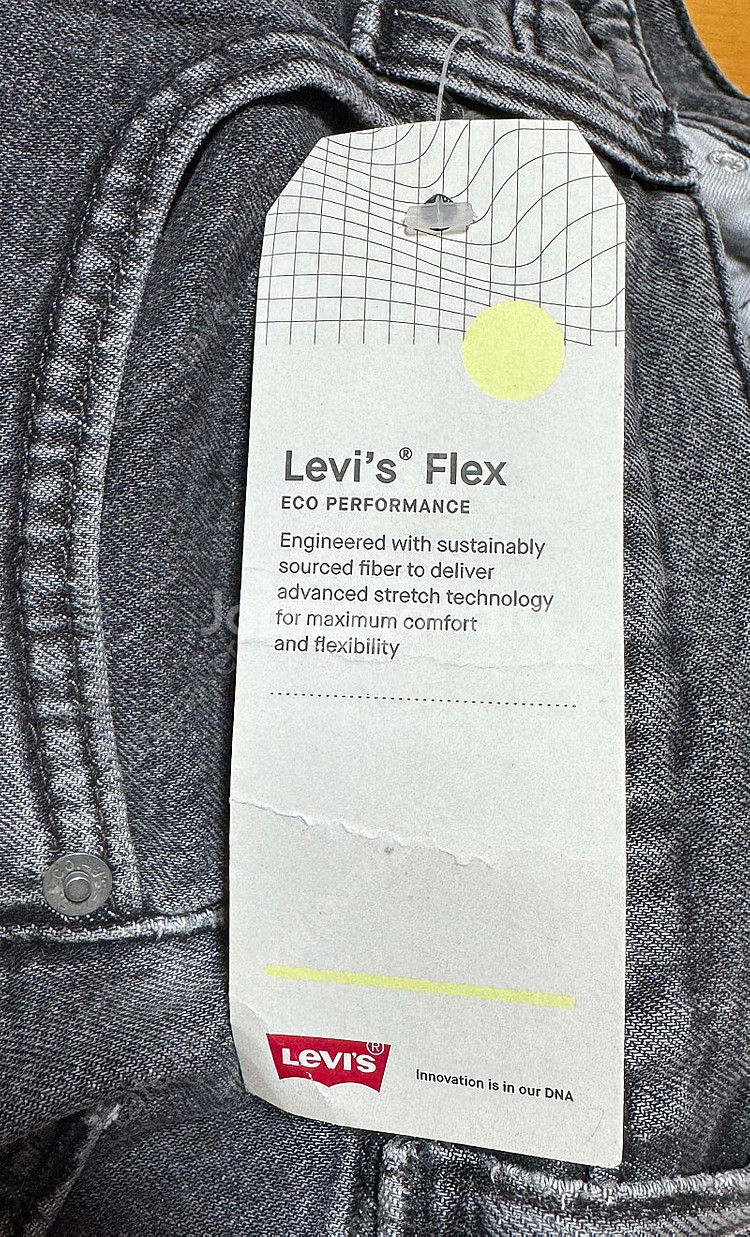 Levi's® Flex
ECO PERFORMANCE
Engineered with sustainably
sourced fiber to deliver
advanced stretch technology
for maximum comfort
and flexibility
LEVI'S®
Innovation is in our DNA